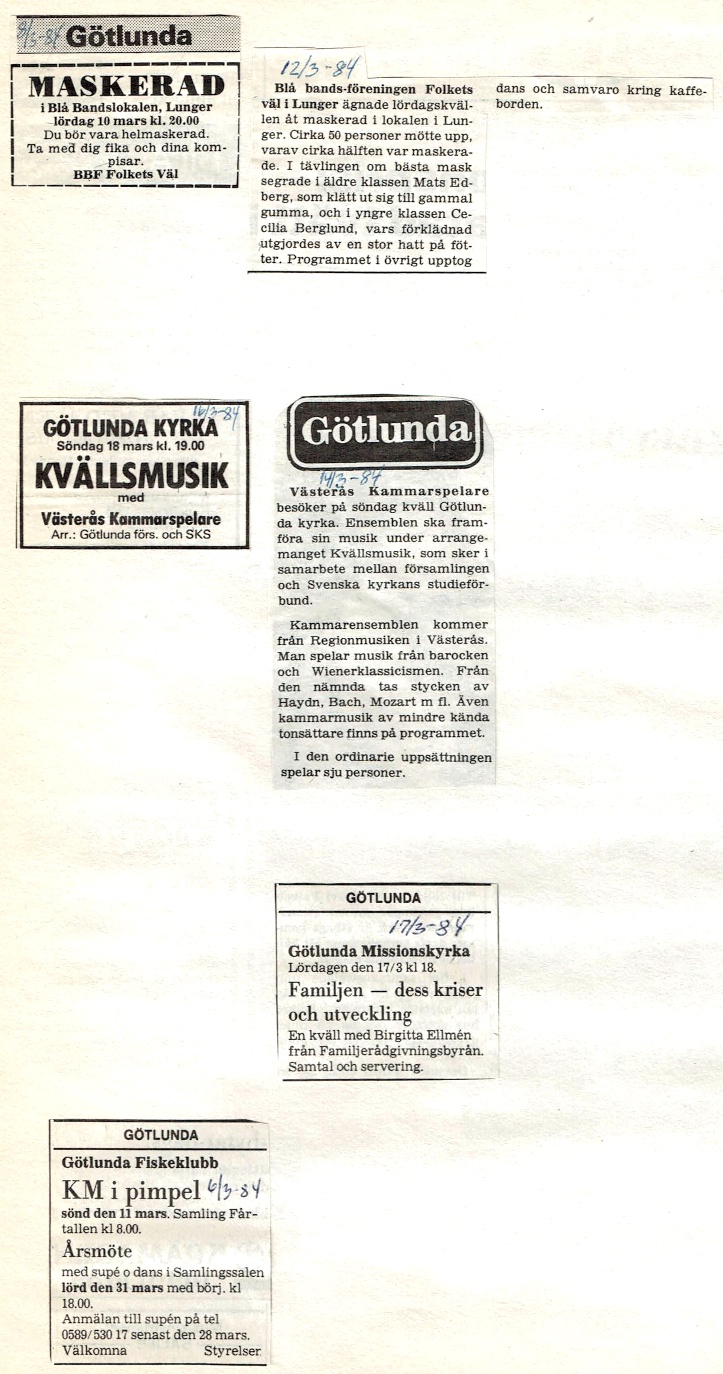 8/3-84 Götlunda
MASKERAD
i Blå Bandslokalen, Lunger
lördag 10 mars kl. 20.00
Du bör vara helmaskerad.
Ta med dig fika och dina kom-
pisar.
BBF Folkets Väl
12/3-84
Blå bands-föreningen Folkets
väl i Lunger ägnade lördagskväl-
len åt maskerad i lokalen i Lun-
ger. Cirka 50 personer mötte upp,
varav cirka hälften var maskera-
de. I tävlingen om bästa mask
segrade i äldre klassen Mats Ed-
berg, som klätt ut sig till gammal
gumma, och i yngre klassen Ce-
cilia Berglund, vars förklädnad
utgjordes av en stor hatt på föt-
ter. Programmet i övrigt upptog
dans och samvaro kring kaffe-
borden.
16/3-84
GÖTLUNDA KYRKA
Söndag 18 mars kl. 19.00
KVÄLLSMUSIK
med
Västerås Kammarspelare
Arr.: Götlunda förs. och SKS
Götlunda
14/3-84
Västerås Kammarspelare
besöker på söndag kväll Götlun-
da kyrka. Ensemblen ska fram-
föra sin musik under arrange-
manget Kvällsmusik, som sker i
samarbete mellan församlingen
och Svenska kyrkans studieför-
bund.
Kammarensemblen kommer
från Regionmusiken i Västerås.
Man spelar musik från barocken
och Wienerklassicismen. Från
den nämnda tas stycken av
Haydn, Bach, Mozart m fl. Även
kammarmusik av mindre kända
tonsättare finns på programmet.
I den ordinarie uppsättningen
spelar sju personer.
GÖTLUNDA
17/3-84
Götlunda Missionskyrka
Lördagen den 17/3 kl 18.
Familjen — dess kriser
och utveckling
En kväll med Birgitta Ellmén
från Familjerådgivningsbyrån.
Samtal och servering.
GÖTLUNDA
Götlunda Fiskeklubb
KM i pimpel 6/3-84
sönd den 11 mars. Samling Får-
tallen kl 8.00.
Årsmöte
med supé o dans i Samlingssalen
lörd den 31 mars med börj. kl
18.00.
Anmälan till supén på tel
0589/530 17 senast den 28 mars.
Välkomna Styrelser